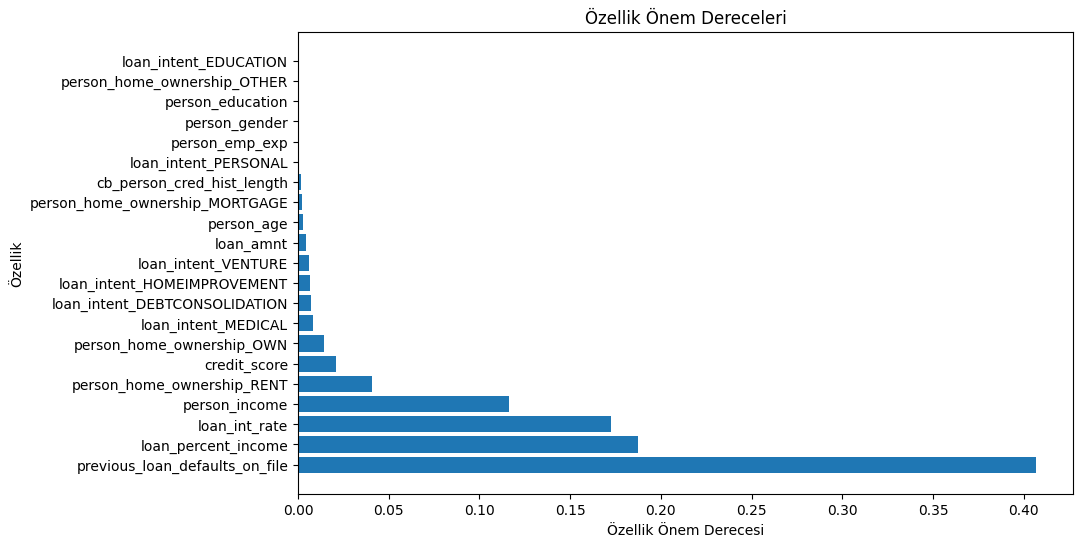 Özellik Önem Dereceleri
loan_intent_EDUCATION
person_home_ownership_OTHER
person_education
person_gender
person_emp_exp
loan_intent_PERSONAL
cb_person_cred_hist_length
person_home_ownership_MORTGAGE
person_age
loan_amnt
loan_intent_VENTURE
loan_intent_HOMEIMPROVEMENT
loan_intent_DEBTCONSOLIDATION
loan_intent_MEDICAL
person_home_ownership_OWN
credit_score
person_home_ownership_RENT
person_income
loan_int_rate
loan_percent_income
previous_loan_defaults_on_file
Özellik
0.00 0.05 0.10 0.15 0.20 0.25 0.30 0.35 0.40
Özellik Önem Derecesi